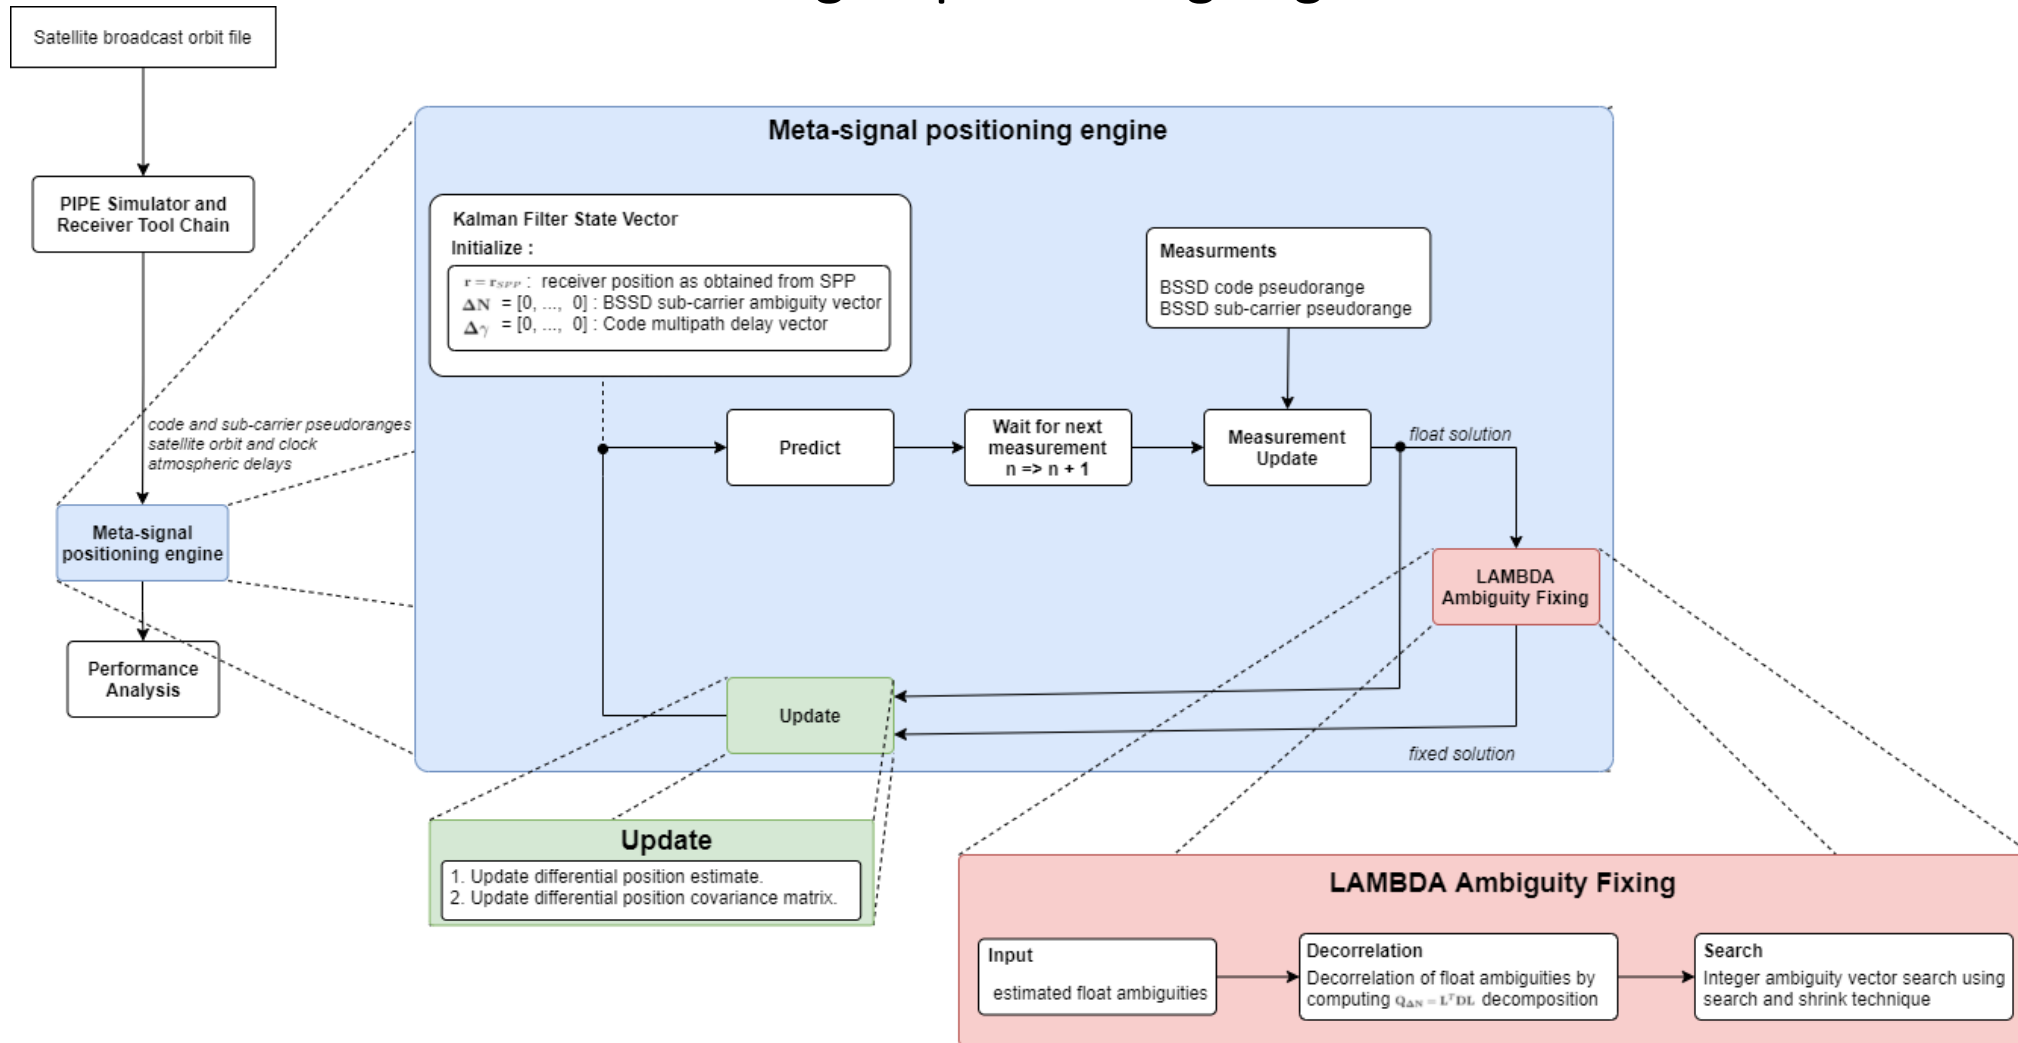 Satellite broadcast orbit file
PIPE Simulator and
Receiver Tool Chain
code and sub-carrier pseudoranges
satellite orbit and clock
atmospheric delays
Meta-signal
positioning engine
Performance
Analysis
Meta-signal positioning engine
Kalman Filter State Vector
Initialize :
r = r_SPP : receiver position as obtained from SPP
ΔN = [0, ..., 0] : BSSD sub-carrier ambiguity vector
Δγ = [0, ..., 0] : Code multipath delay vector
Measurments
BSSD code pseudorange
BSSD sub-carrier pseudorange
Predict
Wait for next
measurement
n => n + 1
Measurement
Update
float solution
LAMBDA
Ambiguity Fixing
Update
fixed solution
Update
1. Update differential position estimate.
2. Update differential position covariance matrix.
LAMBDA Ambiguity Fixing
Input
estimated float ambiguities
Decorrelation
Decorrelation of float ambiguities by
computing Q_ΔN = L^T DL decomposition
Search
Integer ambiguity vector search using
search and shrink technique